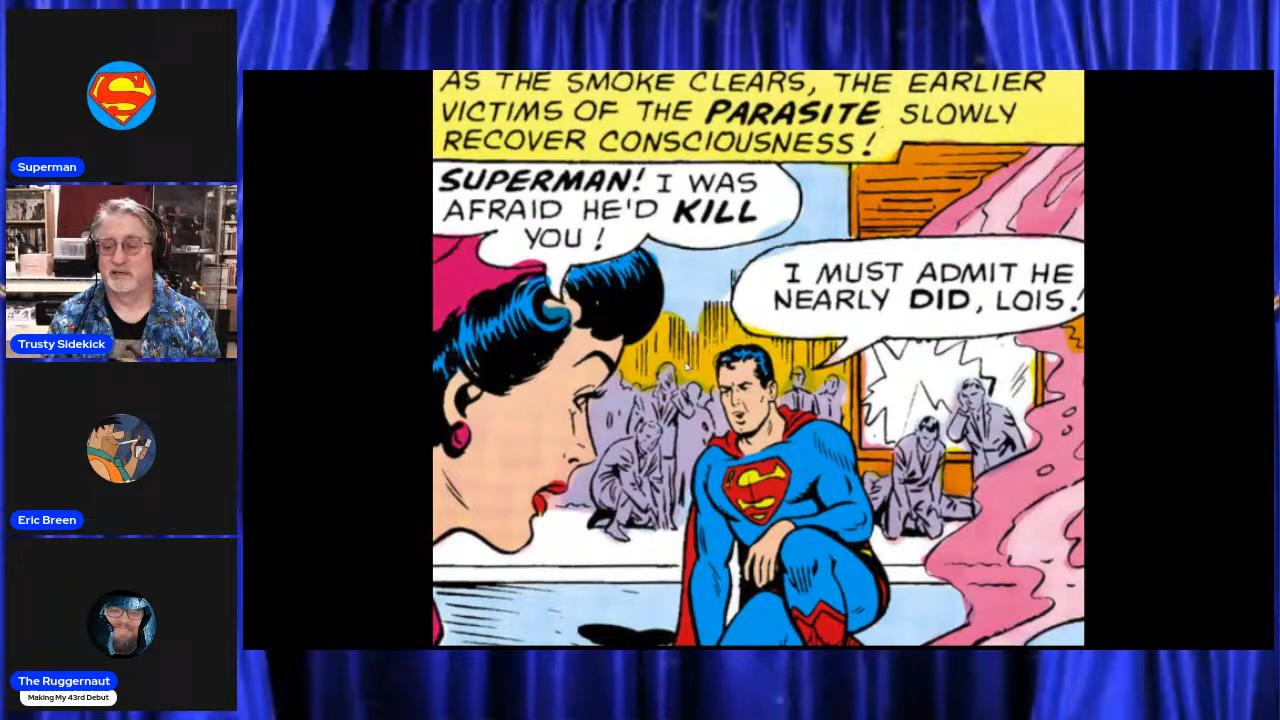 Superman
Trusty Sidekick
Eric Breen
The Ruggernaut
Making My 43rd Debut
AS THE SMOKE CLEARS, THE EARLIER
VICTIMS OF THE PARASITE SLOWLY
RECOVER CONSCIOUSNESS!
SUPERMAN! I WAS
AFRAID HE'D KILL
YOU!
I MUST ADMIT HE
NEARLY DID, LOIS!